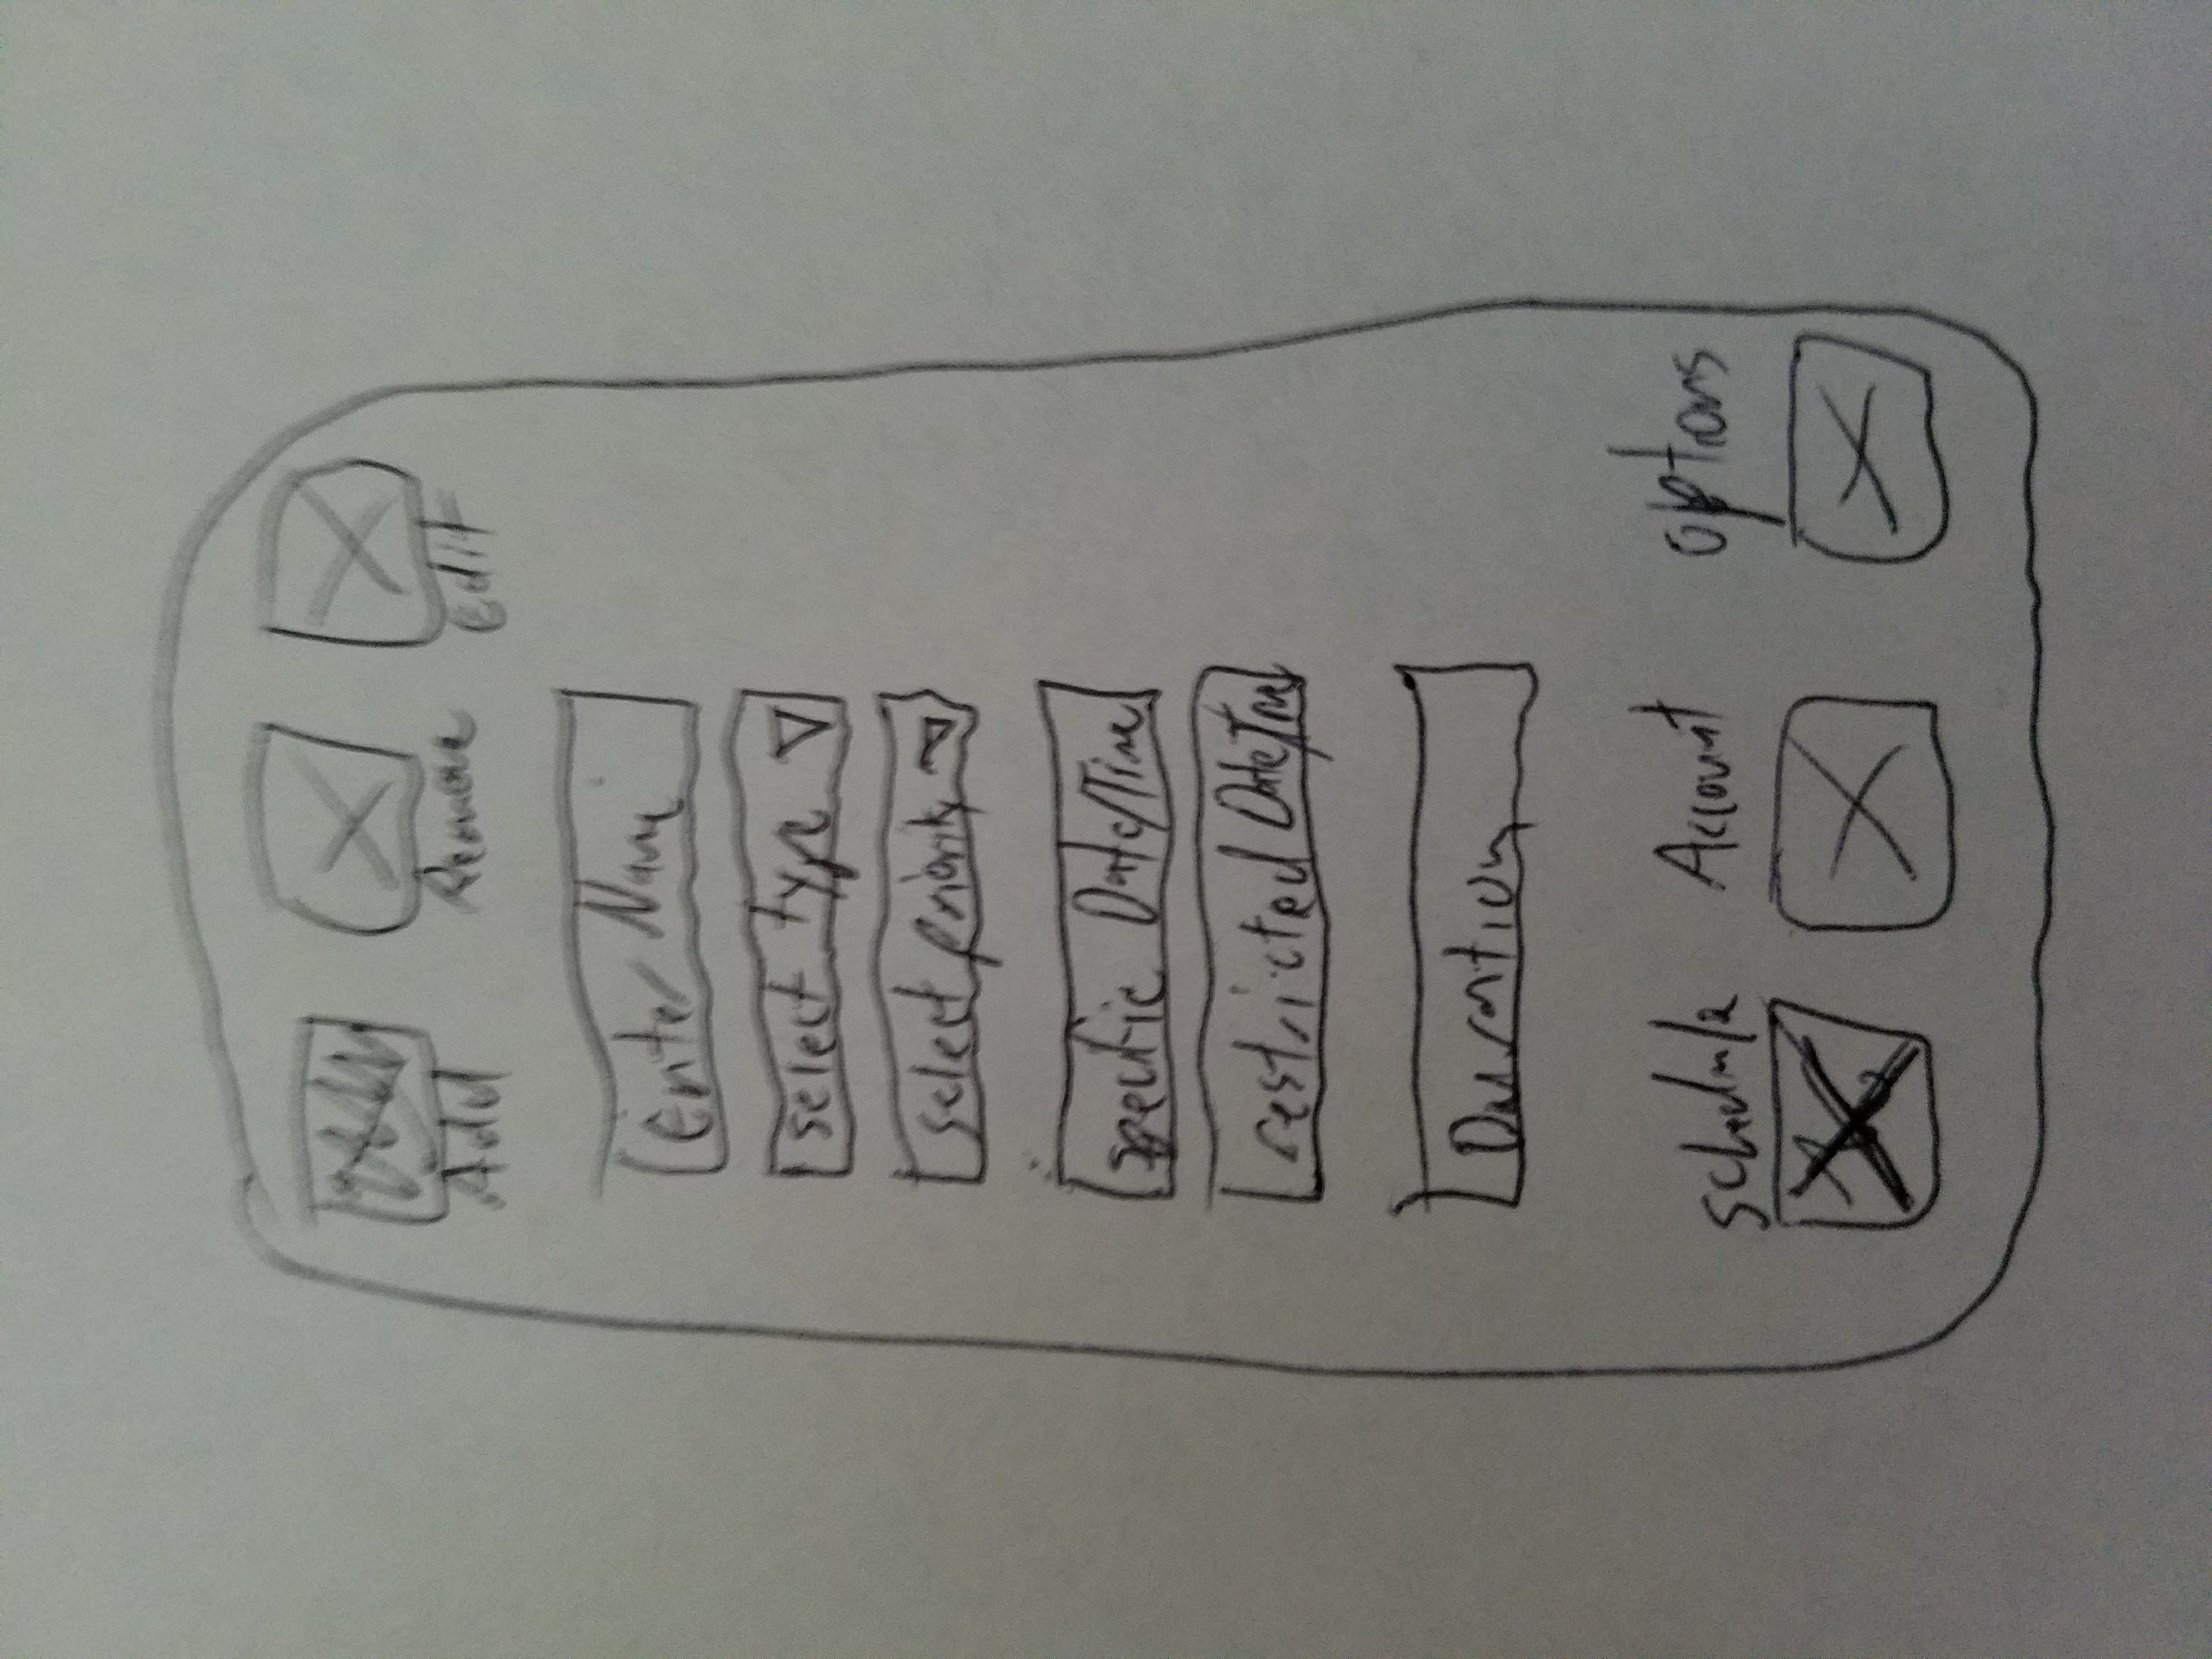 Add Remove Edit
Enter Name
select type
select priority
specific Date/Time
restricted Date/Time
Duration
schedule Account options